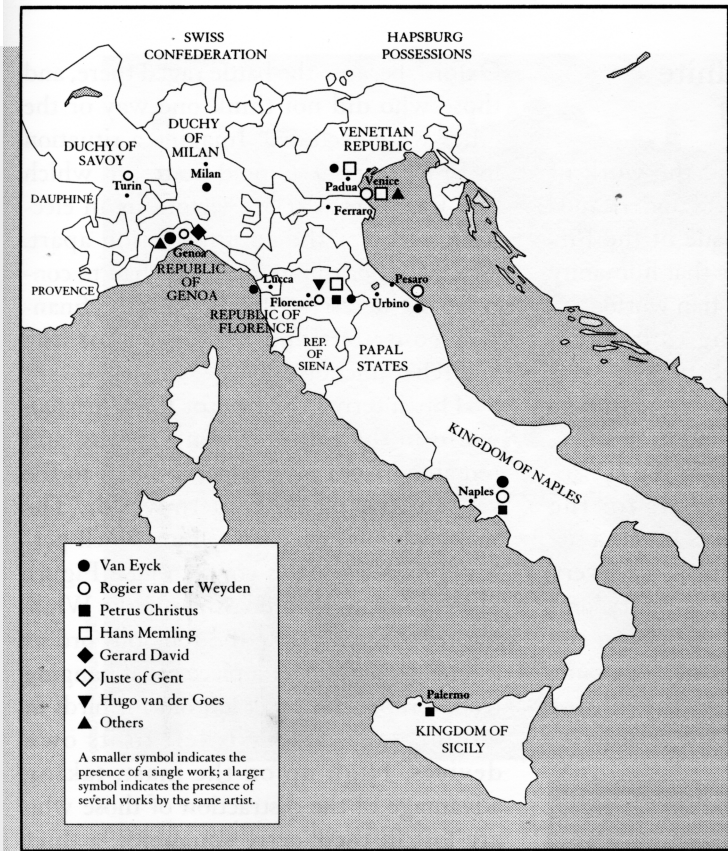 SWISS
CONFEDERATION
HAPSBURG
POSSESSIONS
DUCHY
OF
MILAN
VENETIAN
REPUBLIC
DUCHY OF
SAVOY
Turin
Milan
Padua
Venice
DAUPHINÉ
Ferraro
Genoa
REPUBLIC
OF
GENOA
PROVENCE
Lucca
Pesaro
Florence
Urbino
REPUBLIC OF
FLORENCE
REP.
OF
SIENA
PAPAL
STATES
KINGDOM OF NAPLES
Naples
Van Eyck
Rogier van der Weyden
Petrus Christus
Hans Memling
Gerard David
Juste of Gent
Hugo van der Goes
Others
A smaller symbol indicates the
presence of a single work; a larger
symbol indicates the presence of
several works by the same artist.
Palermo
KINGDOM OF
SICILY